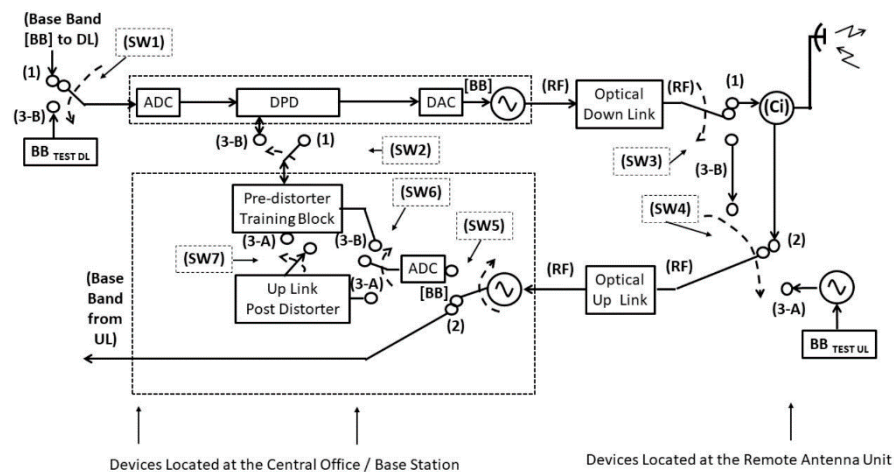 (Base Band
[BB] to DL)
(SW1)
(1)
(3-B)
BB TEST DL
ADC
DPD
DAC
[BB]
(RF)
Optical
Down Link
(RF)
(1)
(Ci)
(3-B)
(1)
(SW2)
(SW3)
(3-B)
Pre-distorter
Training Block
(SW6)
(SW4)
(3-A)
(3-B)
(SW5)
(2)
(SW7)
ADC
(Base
Band
from
UL)
Up Link
Post Distorter
(3-A)
[BB]
(2)
(RF)
Optical
Up Link
(RF)
(3-A)
BB TEST UL
Devices Located at the Central Office / Base Station
Devices Located at the Remote Antenna Unit